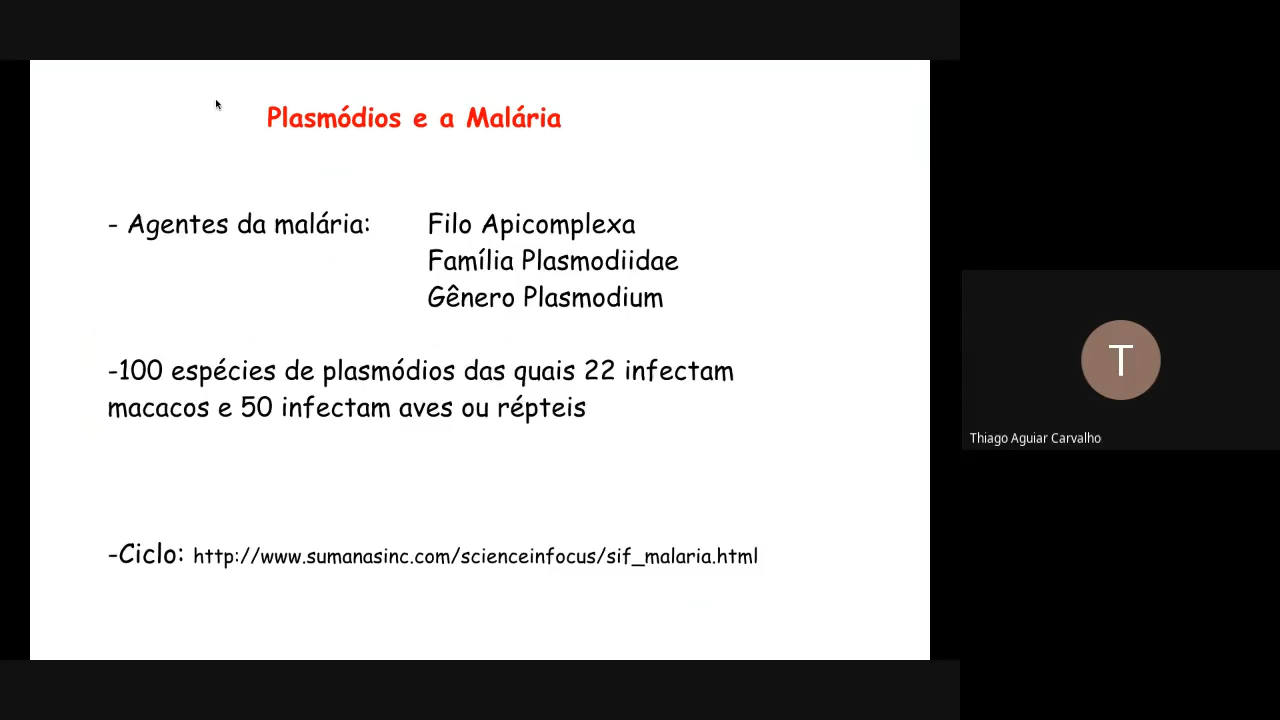 Plasmódios e a Malária
- Agentes da malária: Filo Apicomplexa
Família Plasmodiidae
Gênero Plasmodium
-100 espécies de plasmódios das quais 22 infectam
macacos e 50 infectam aves ou répteis
-Ciclo: http://www.sumanasinc.com/scienceinfocus/sif_malaria.html
T
Thiago Aguiar Carvalho